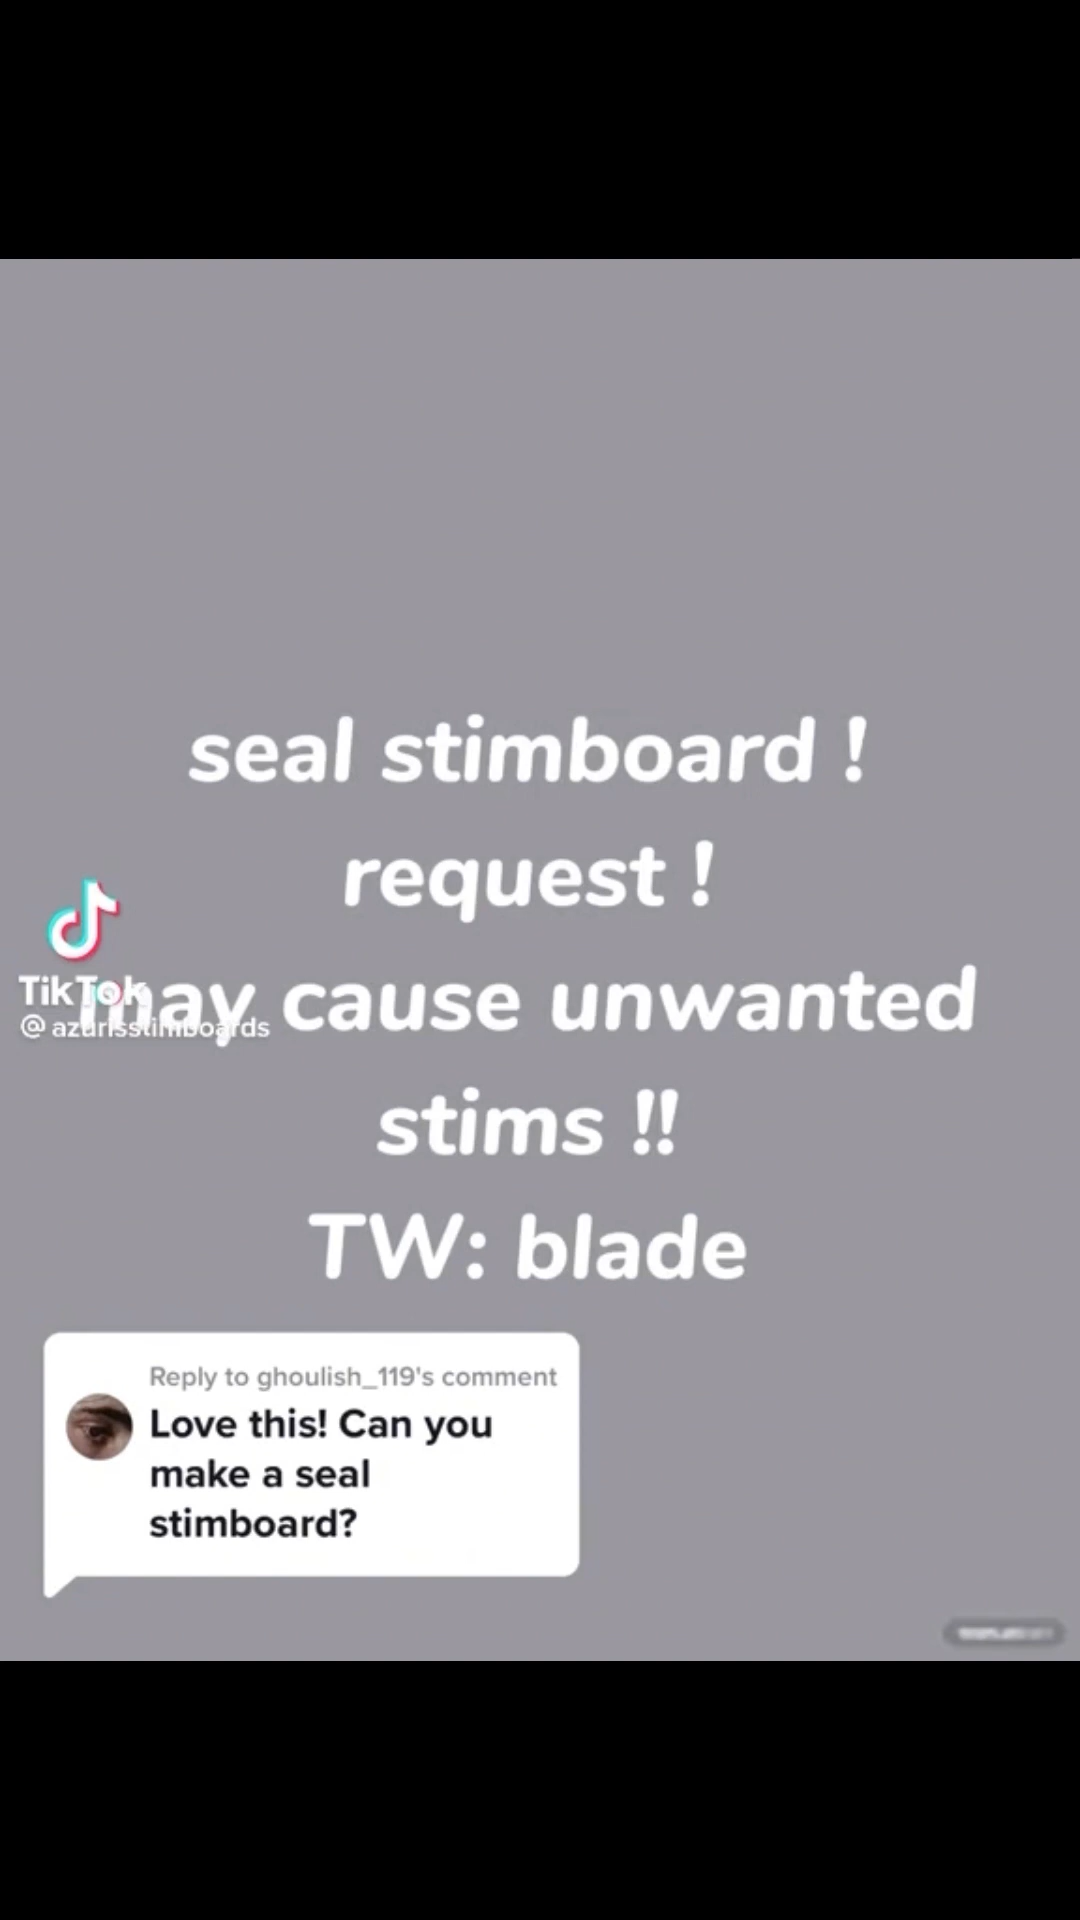 seal stimboard !
request !
may cause unwanted
stims !!
TW: blade
TikTok
@azurisstimboards
Reply to ghoulish_119's comment
Love this! Can you
make a seal
stimboard?